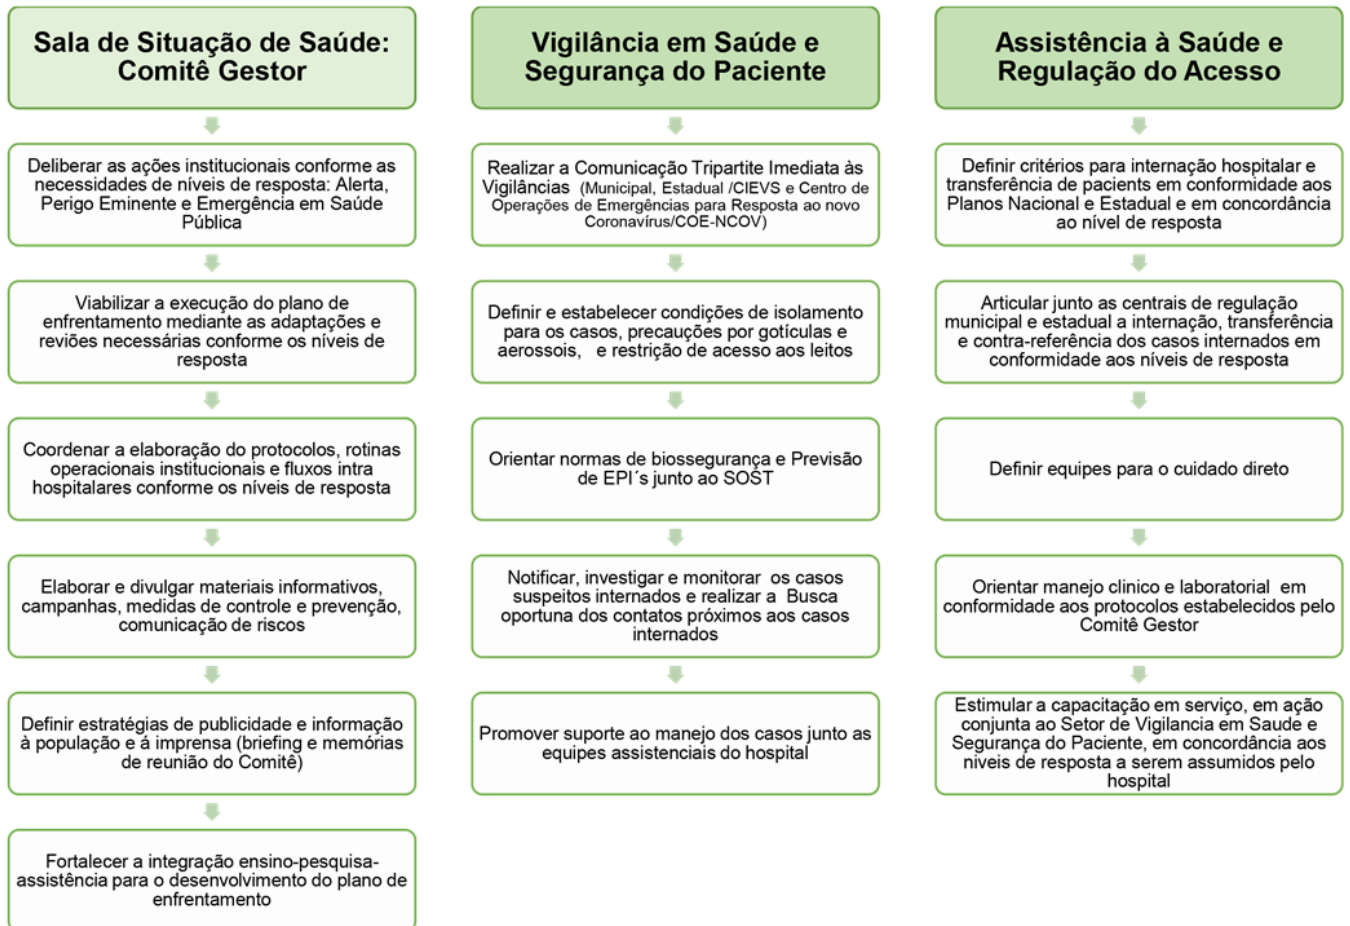 Sala de Situação de Saúde:
Comitê Gestor
Deliberar as ações institucionais conforme as
necessidades de níveis de resposta: Alerta,
Perigo Eminente e Emergência em Saúde
Pública
Viabilizar a execução do plano de
enfrentamento mediante as adaptações e
reviões necessárias conforme os níveis de
resposta
Coordenar a elaboração do protocolos, rotinas
operacionais institucionais e fluxos intra
hospitalares conforme os níveis de resposta
Elaborar e divulgar materiais informativos,
campanhas, medidas de controle e prevenção,
comunicação de riscos
Definir estratégias de publicidade e informação
à população e á imprensa (briefing e memórias
de reunião do Comitê)
Fortalecer a integração ensino-pesquisa-
assistência para o desenvolvimento do plano de
enfrentamento
Vigilância em Saúde e
Segurança do Paciente
Realizar a Comunicação Tripartite Imediata às
Vigilâncias (Municipal, Estadual /CIEVS e Centro de
Operações de Emergências para Resposta ao novo
Coronavírus/COE-NCOV)
Definir e estabelecer condições de isolamento
para os casos, precauções por gotículas e
aerossois, e restrição de acesso aos leitos
Orientar normas de biossegurança e Previsão
de EPI´s junto ao SOST
Notificar, investigar e monitorar os casos
suspeitos internados e realizar a Busca
oportuna dos contatos próximos aos casos
internados
Promover suporte ao manejo dos casos junto as
equipes assistenciais do hospital
Assistência à Saúde e
Regulação do Acesso
Definir critérios para internação hospitalar e
transferência de pacients em conformidade aos
Planos Nacional e Estadual e em concordância
ao nível de resposta
Articular junto as centrais de regulação
municipal e estadual a internação, transferência
e contra-referência dos casos internados em
conformidade aos níveis de resposta
Definir equipes para o cuidado direto
Orientar manejo clinico e laboratorial em
conformidade aos protocolos estabelecidos pelo
Comitê Gestor
Estimular a capacitação em serviço, em ação
conjunta ao Setor de Vigilancia em Saude e
Segurança do Paciente, em concordância aos
niveis de resposta a serem assumidos pelo
hospital